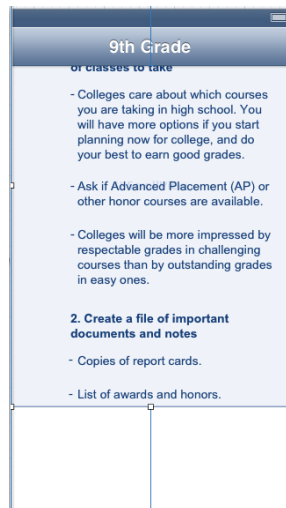 9th Grade
of classes to take
- Colleges care about which courses
you are taking in high school. You
will have more options if you start
planning now for college, and do
your best to earn good grades.
- Ask if Advanced Placement (AP) or
other honor courses are available.
- Colleges will be more impressed by
respectable grades in challenging
courses than by outstanding grades
in easy ones.
2. Create a file of important
documents and notes
- Copies of report cards.
- List of awards and honors.